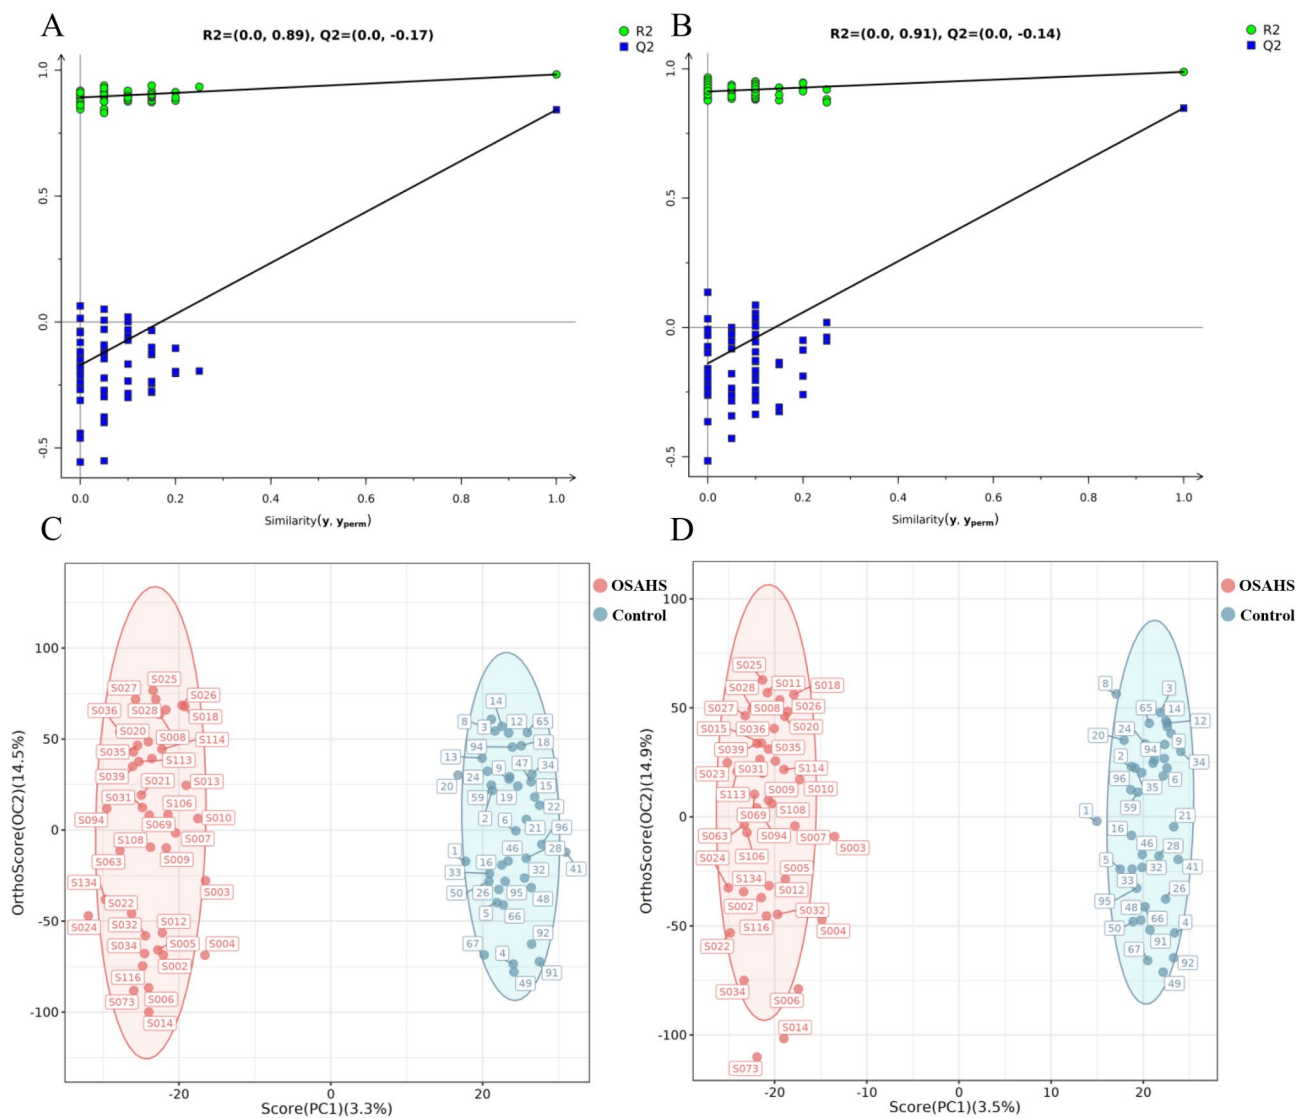 A
R2=(0.0, 0.89), Q2=(0.0, -0.17)
R2
Q2
1.0
0.5
0.0
-0.5
0.0
0.2
0.4
0.6
0.8
1.0
Similarity(y, yperm)
B
R2=(0.0, 0.91), Q2=(0.0, -0.14)
R2
Q2
1.0
0.5
0.0
-0.5
0.0
0.2
0.4
0.6
0.8
1.0
Similarity(y, yperm)
C
OSAHS
Control
OrthoScore(OC2)(14.5%)
100
50
0
-50
-100
S027
S025
S026
S036
S028
S018
S020
S008
S114
S035
S113
S039
S021
S013
S031
S106
S094
S069
S010
S108
S007
S063
S009
S134
S003
S022
S024
S032
S012
S034
S005
S004
S116
S002
S073
S006
S014
14
8
3
12
65
94
18
13
9
47
34
24
20
15
59
19
22
2
6
21
96
1
46
28
16
41
33
32
50
26
95
48
5
66
67
4
92
91
49
-20
0
20
Score(PC1)(3.3%)
D
OSAHS
Control
OrthoScore(OC2)(14.9%)
100
50
0
-50
-100
S025
S011
S018
S028
S027
S008
S026
S015
S036
S020
S039
S035
S023
S031
S114
S009
S010
S113
S069
S108
S063
S094
S007
S003
S024
S106
S005
S134
S012
S002
S032
S116
S004
S022
S034
S006
S014
S073
8
3
65
14
12
24
20
94
9
34
96
6
59
35
1
21
16
28
5
41
33
32
95
26
48
4
50
66
91
67
92
49
-20
-10
0
10
20
Score(PC1)(3.5%)